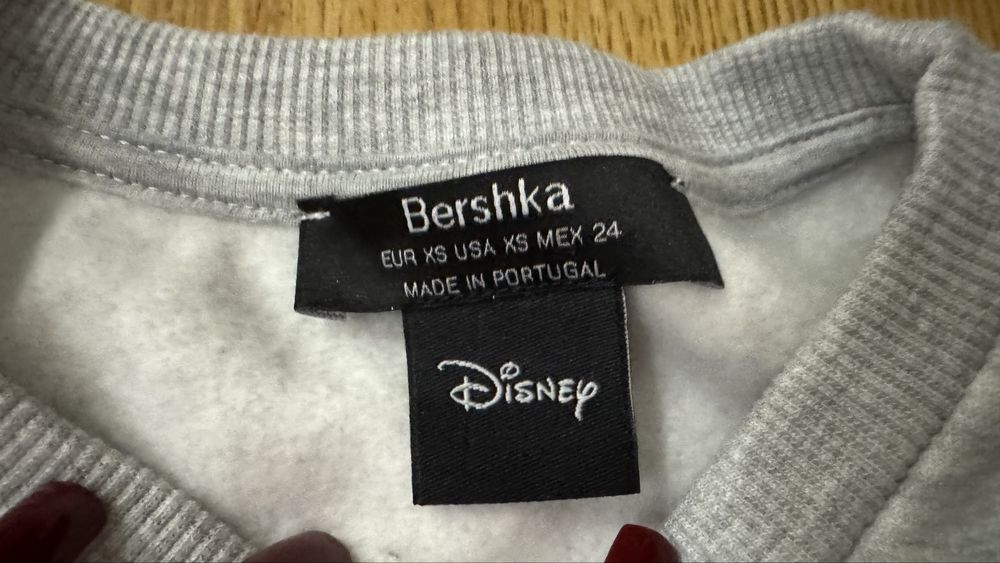 Bershka
EUR XS USA XS MEX 24
MADE IN PORTUGAL
Disney